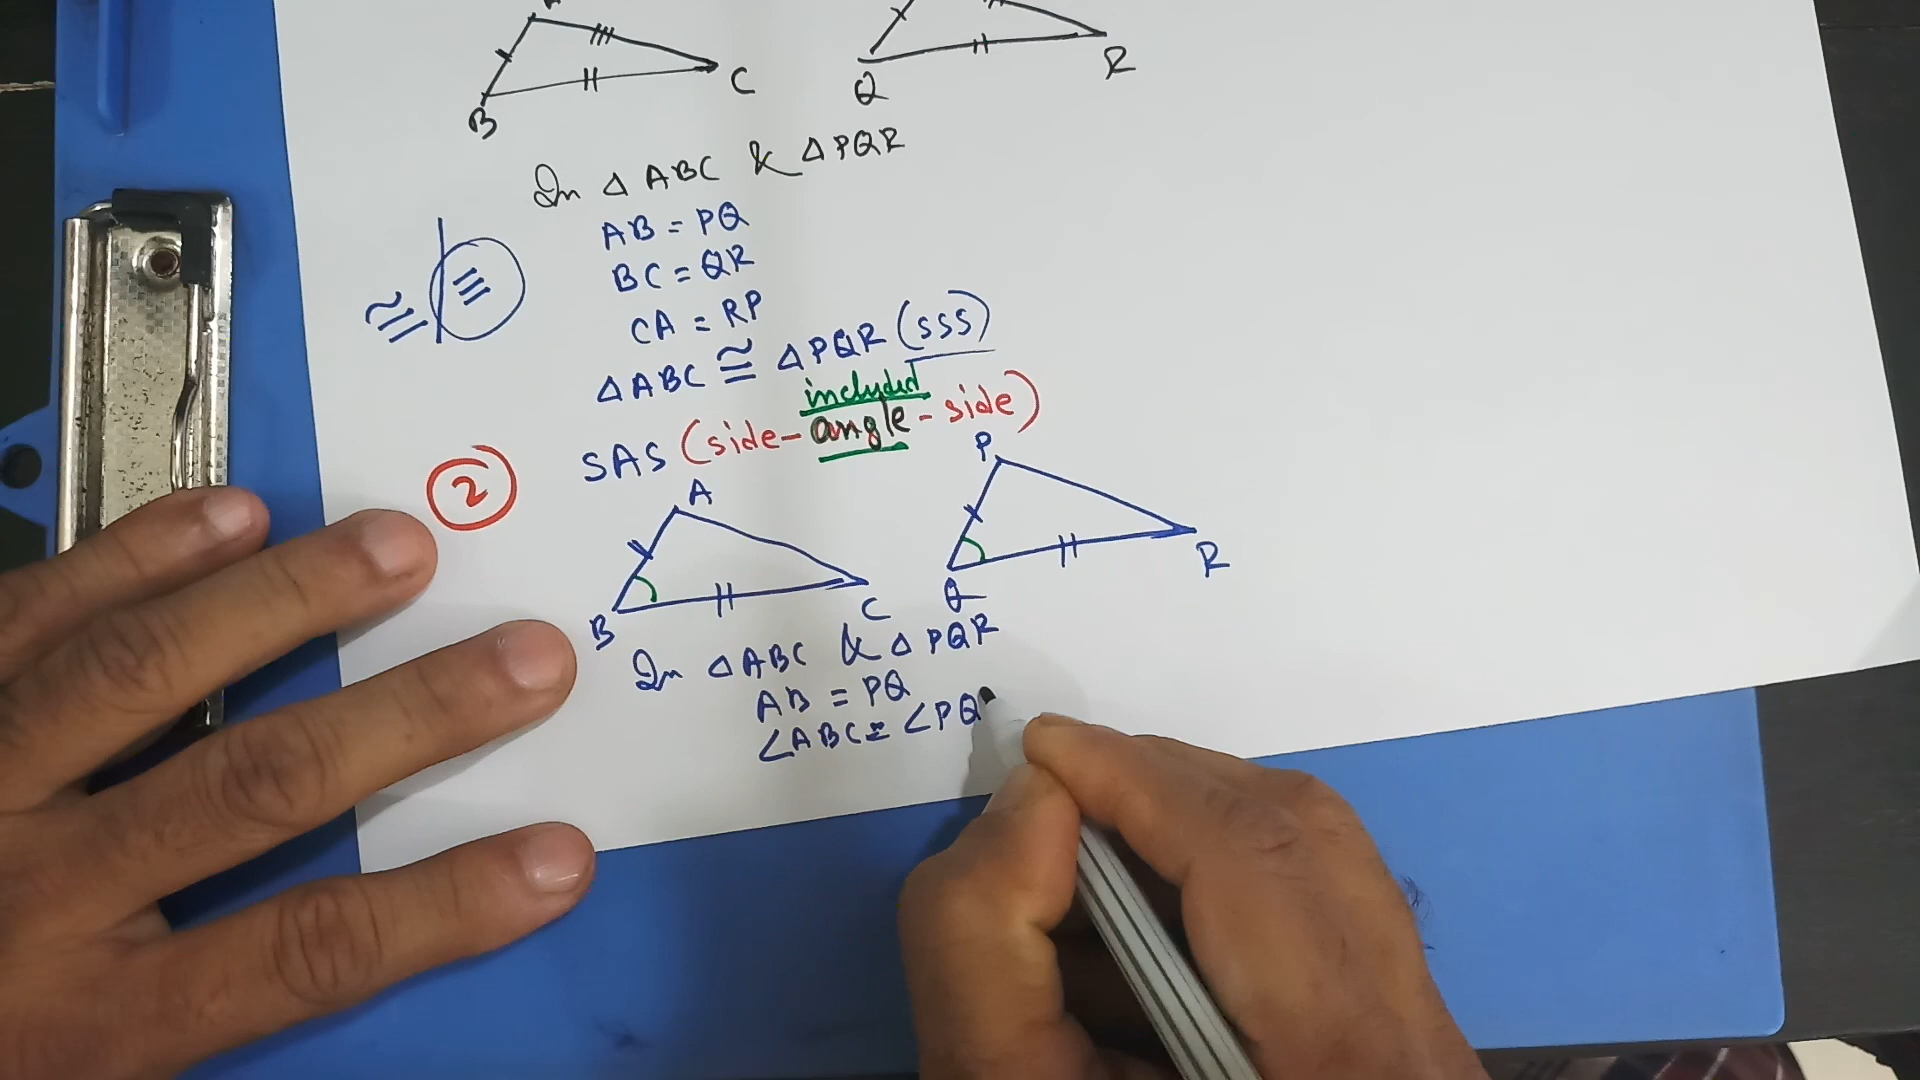 B C Q R
In △ ABC & △PQR
AB = PQ
BC = QR
≅ ≡
CA = RP
△ABC ≅ △PQR (SSS)
included
② SAS (side-angle-side)
A P
B C Q R
In △ABC & △PQR
AB = PQ
∠ABC = ∠PQ